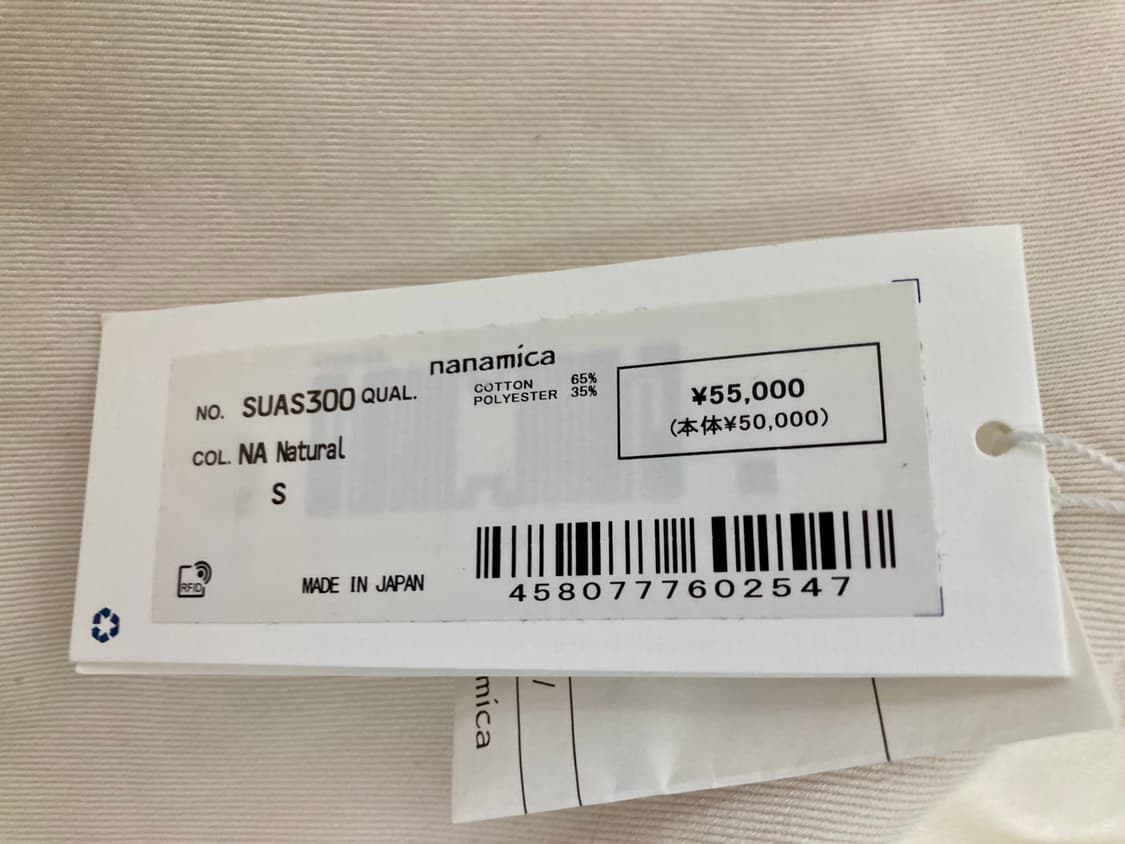 nanamica
NO. SUAS300 QUAL.
COTTON 65%
POLYESTER 35%
¥55,000
(本体¥50,000)
COL. NA Natural
S
RFID
MADE IN JAPAN
4580777602547
mica
/